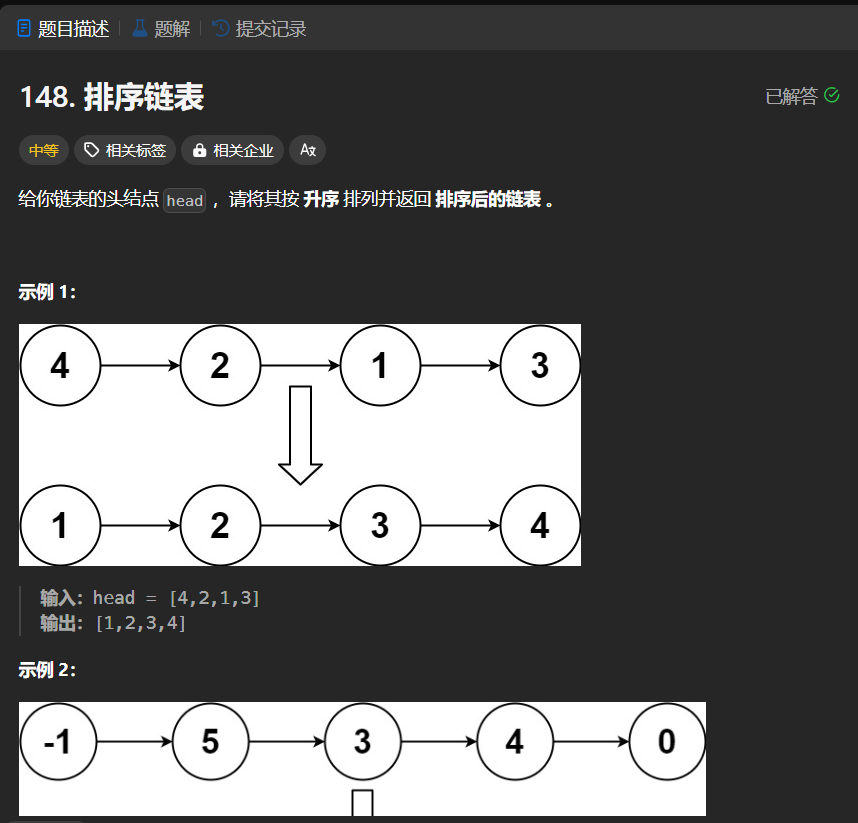 题目描述 题解 提交记录
148. 排序链表
已解答
中等 相关标签 相关企业 Aあ
给你链表的头结点 head ，请将其按 升序 排列并返回 排序后的链表 。
示例 1：
4 2 1 3
1 2 3 4
输入：head = [4,2,1,3]
输出：[1,2,3,4]
示例 2：
-1 5 3 4 0